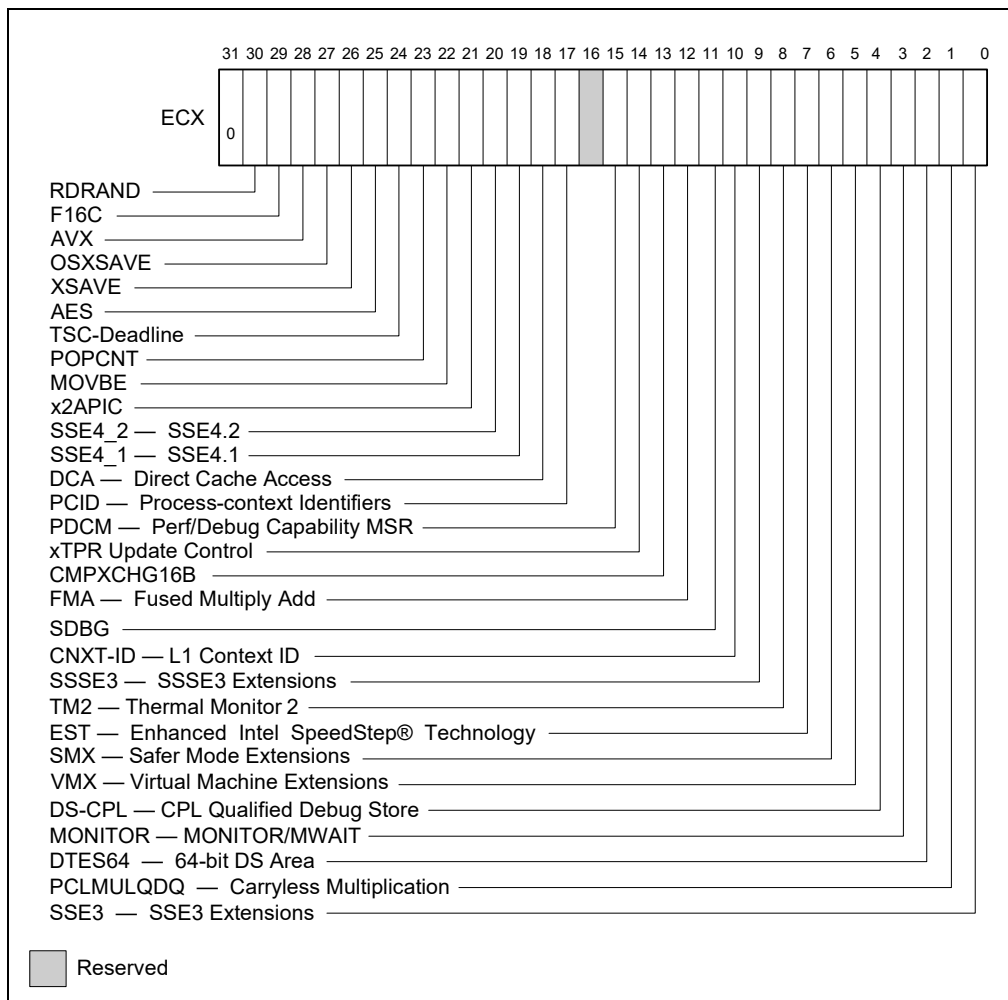 31 30 29 28 27 26 25 24 23 22 21 20 19 18 17 16 15 14 13 12 11 10 9 8 7 6 5 4 3 2 1 0
ECX
0
RDRAND
F16C
AVX
OSXSAVE
XSAVE
AES
TSC-Deadline
POPCNT
MOVBE
x2APIC
SSE4_2 — SSE4.2
SSE4_1 — SSE4.1
DCA — Direct Cache Access
PCID — Process-context Identifiers
PDCM — Perf/Debug Capability MSR
xTPR Update Control
CMPXCHG16B
FMA — Fused Multiply Add
SDBG
CNXT-ID — L1 Context ID
SSSE3 — SSSE3 Extensions
TM2 — Thermal Monitor 2
EST — Enhanced Intel SpeedStep® Technology
SMX — Safer Mode Extensions
VMX — Virtual Machine Extensions
DS-CPL — CPL Qualified Debug Store
MONITOR — MONITOR/MWAIT
DTES64 — 64-bit DS Area
PCLMULQDQ — Carryless Multiplication
SSE3 — SSE3 Extensions
Reserved